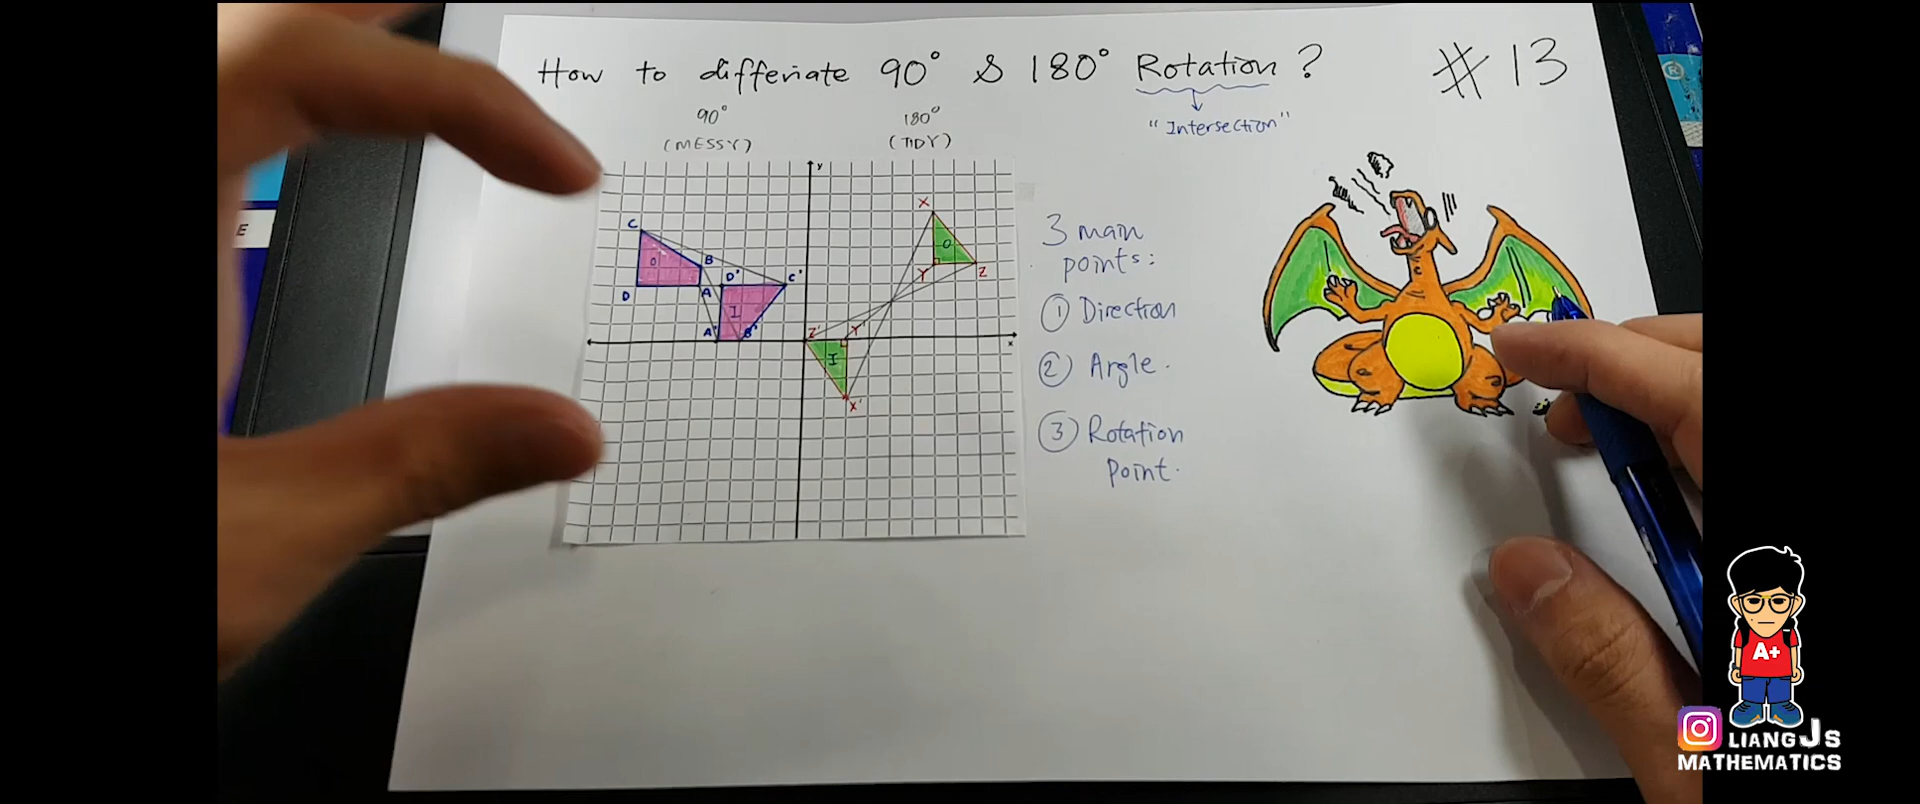 How to differiate 90° & 180° Rotation ?
# 13
"Intersection"
90°
(MESSY)
180°
(TIDY)
y
x
C
B
O
D
A
D'
C'
I
A'
B'
X
O
Y
Z
Z'
Y'
I
X'
3 main
points:
① Direction
② Angle.
③ Rotation
Point.
E
®
A+
LIANGJS
MATHEMATICS